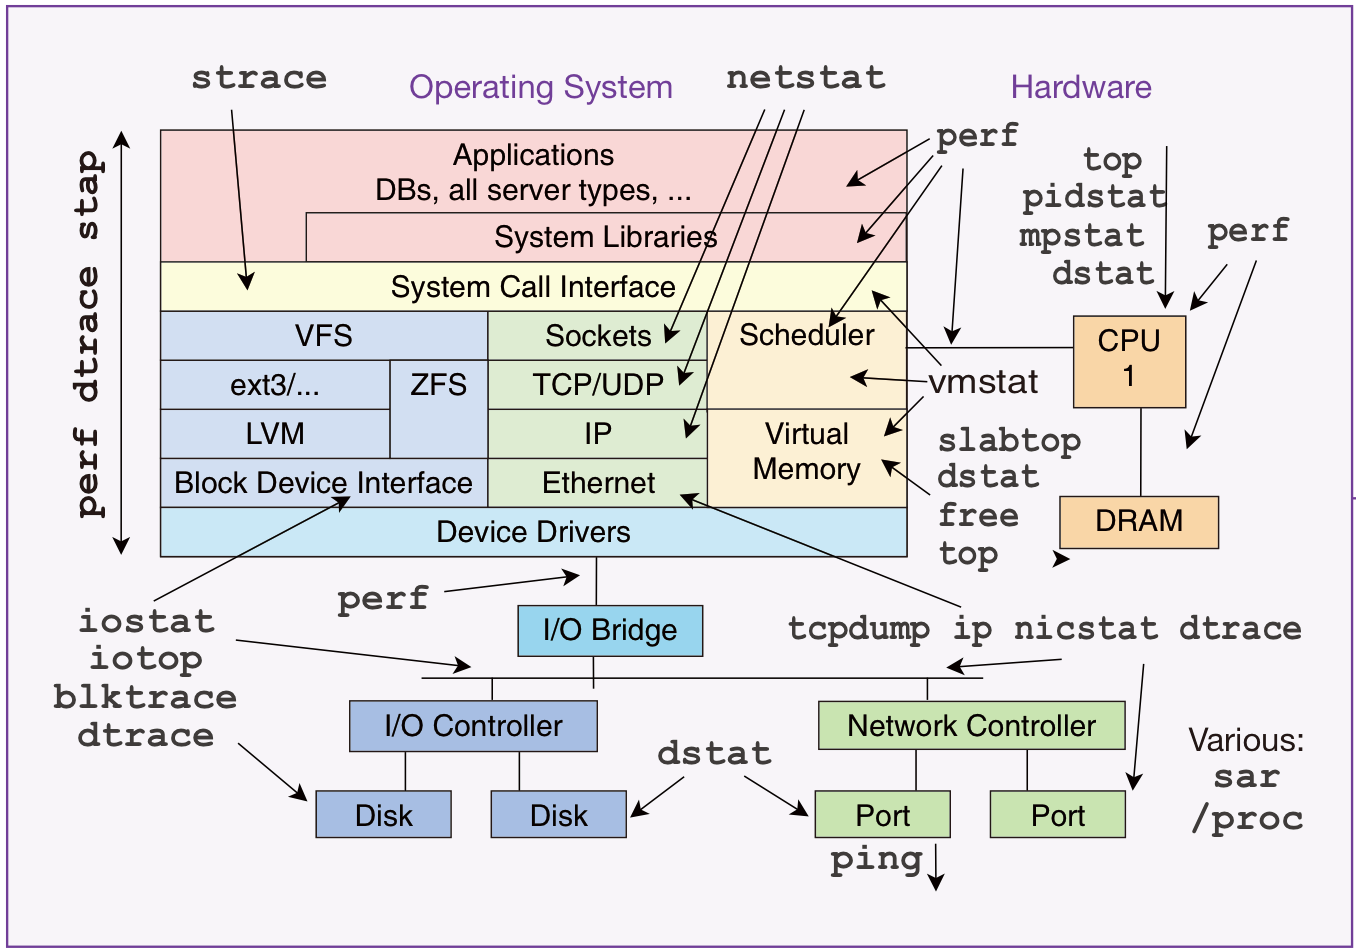 strace
Operating System
netstat
Hardware
perf
top
pidstat
mpstat
dstat
perf
perf dtrace stap
Applications
DBs, all server types, ...
System Libraries
System Call Interface
VFS
Sockets
Scheduler
ext3/...
ZFS
TCP/UDP
LVM
IP
Virtual
Memory
Block Device Interface
Ethernet
Device Drivers
CPU
1
vmstat
slabtop
dstat
free
top
DRAM
perf
I/O Bridge
iostat
iotop
blktrace
dtrace
tcpdump ip nicstat dtrace
I/O Controller
Network Controller
dstat
Various:
sar
/proc
Disk
Disk
Port
Port
ping